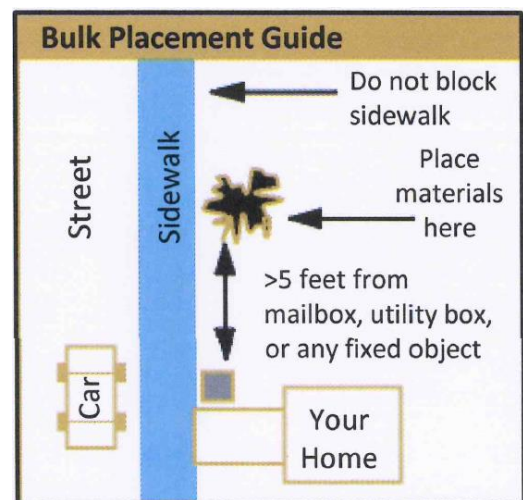 Bulk Placement Guide
Do not block
sidewalk
Street
Sidewalk
Place
materials
here
>5 feet from
mailbox, utility box,
or any fixed object
Car
Your
Home